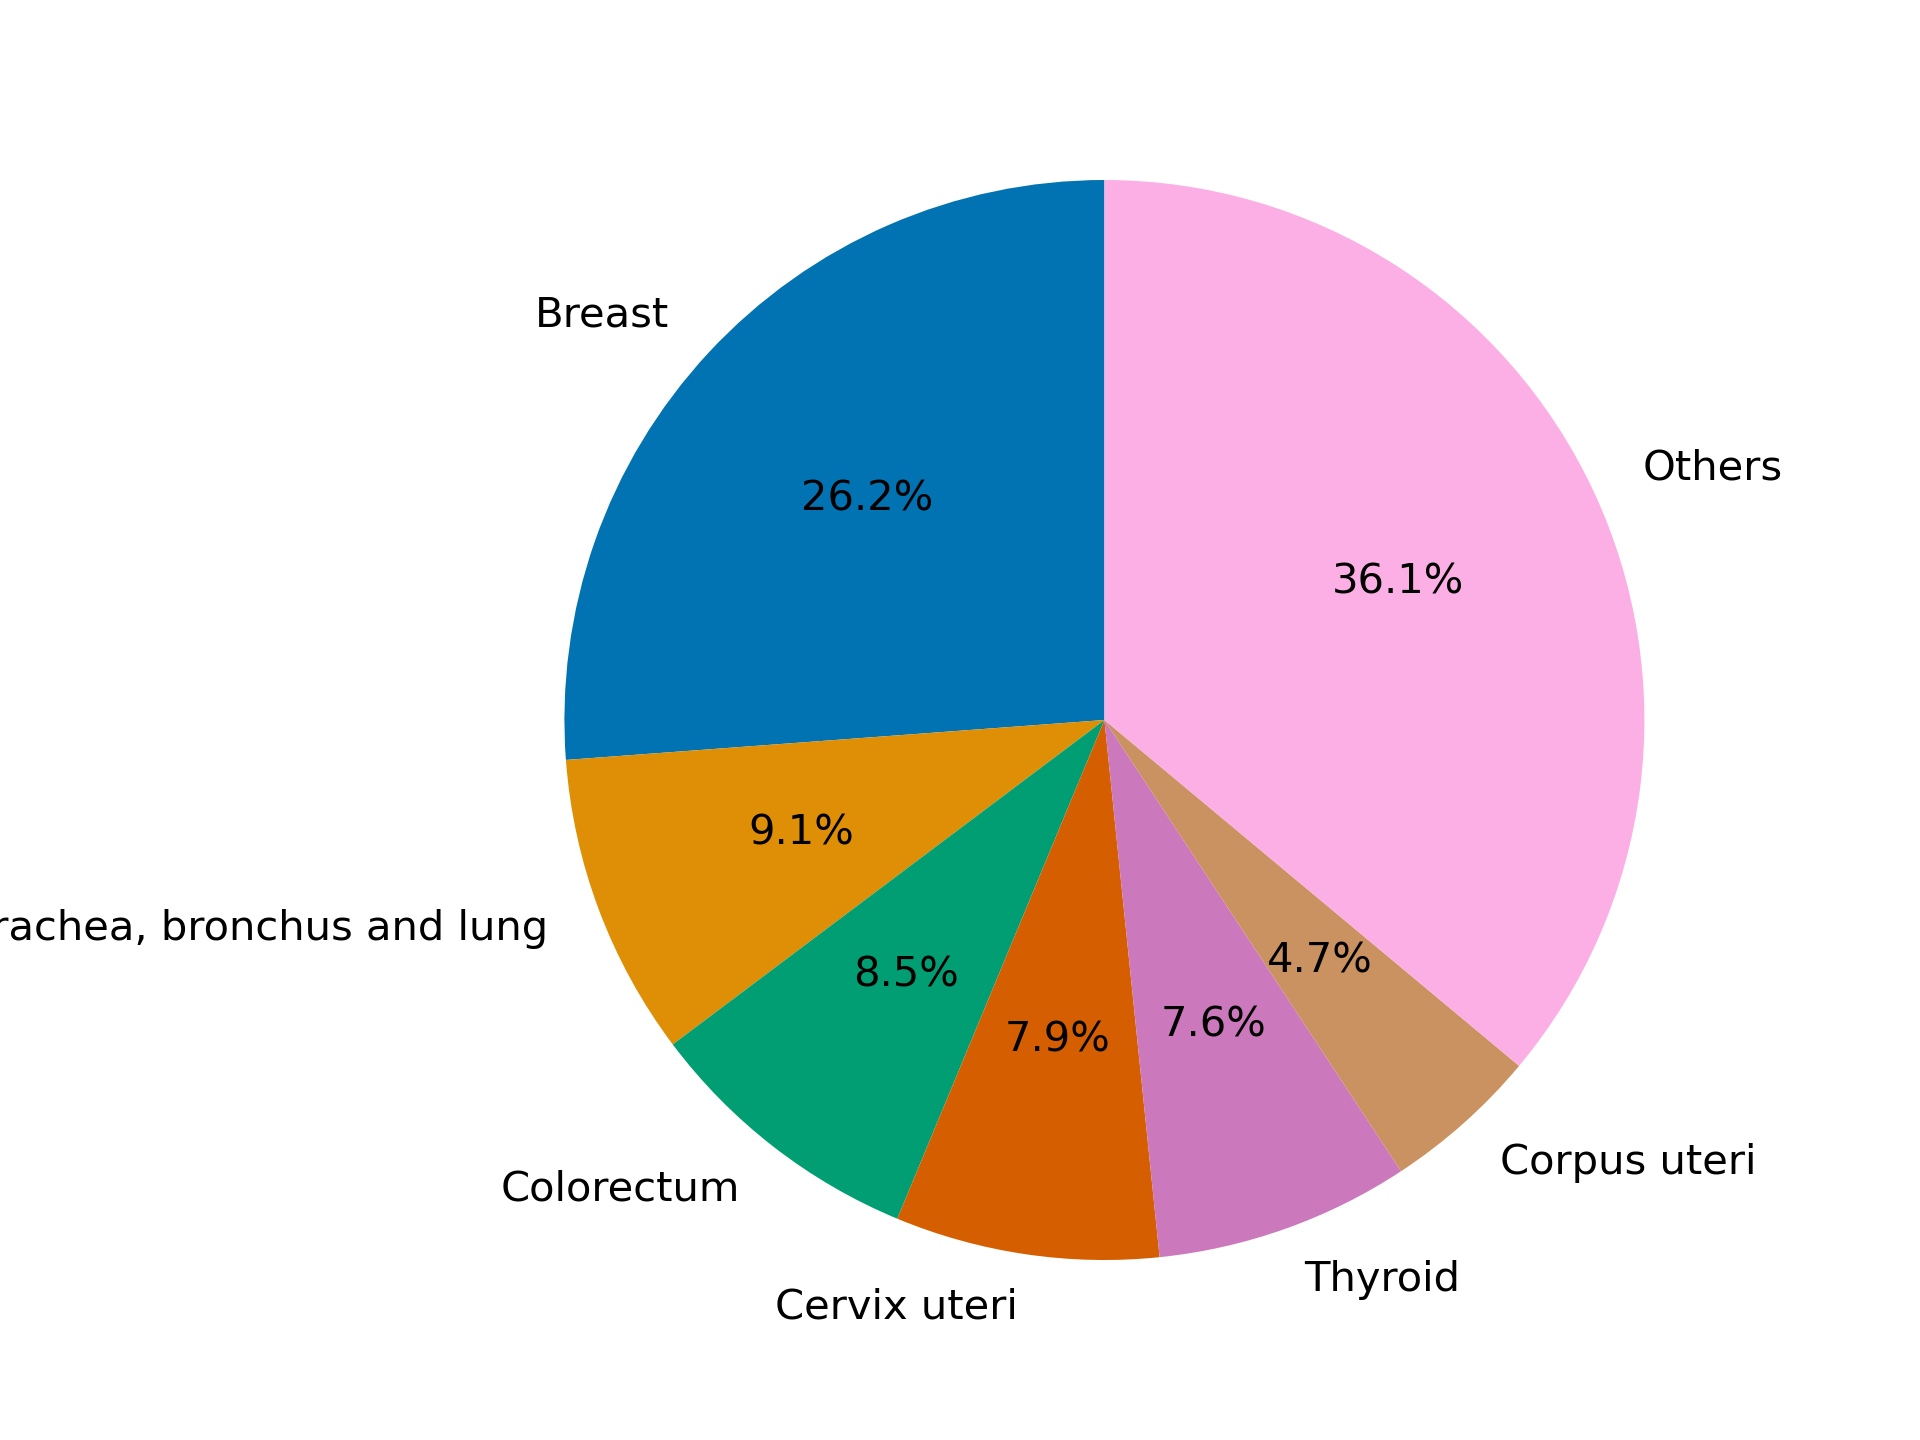 Breast
26.2%
Others
36.1%
9.1%
bronchus and lung
8.5%
4.7%
7.6%
7.9%
Corpus uteri
Colorectum
Thyroid
Cervix uteri